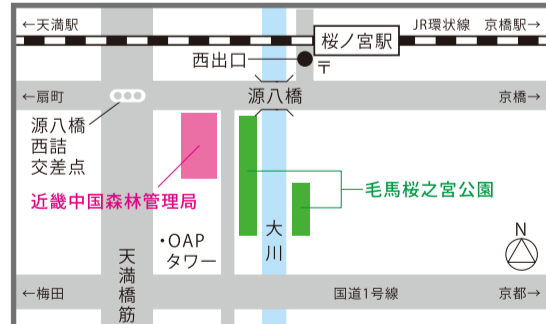 ←天満駅
JR環状線 京橋駅→
桜ノ宮駅
西出口
〒
←扇町
源八橋
京橋→
源八橋
西詰
交差点
近畿中国森林管理局
毛馬桜之宮公園
大川
・OAP
タワー
N
天満橋筋
←梅田
国道1号線
京都→